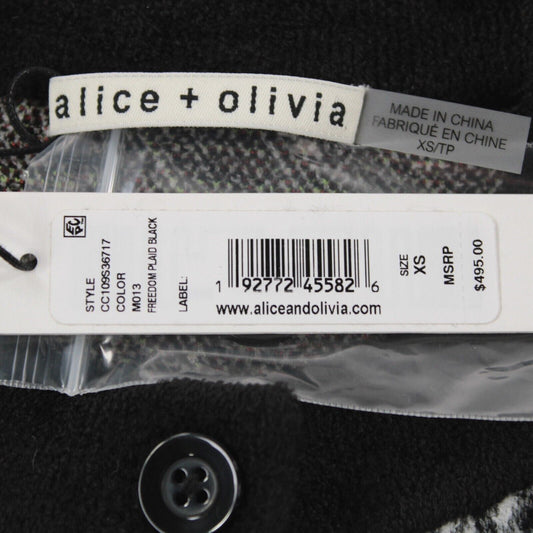 alice + olivia
MADE IN CHINA
FABRIQUÉ EN CHINE
XS/TP
STYLE
CC109S36717
COLOR
M013
FREEDOM PLAID BLACK
LABEL:
1 92772 45582 6
www.aliceandolivia.com
SIZE
XS
MSRP
$495.00